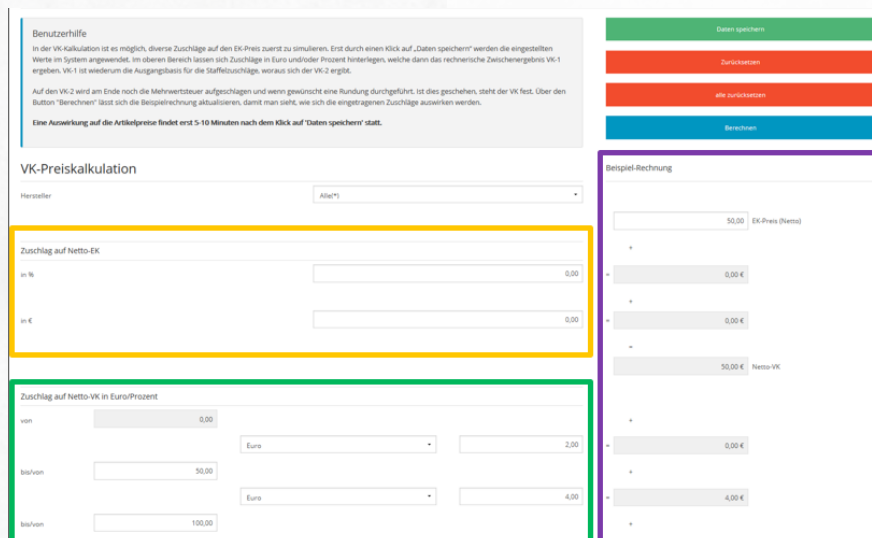 Benutzerhilfe
In der VK-Kalkulation ist es möglich, diverse Zuschläge auf den EK-Preis zuerst zu simulieren. Erst durch einen Klick auf „Daten speichern" werden die eingestellten
Werte im System angewendet. Im oberen Bereich lassen sich Zuschläge in Euro und/oder Prozent hinterlegen, welche dann das rechnerische Zwischenergebnis VK-1
ergeben. VK-1 ist wiederum die Ausgangsbasis für die Staffelzuschläge, woraus sich der VK-2 ergibt.
Auf den VK-2 wird am Ende noch die Mehrwertsteuer aufgeschlagen und wenn gewünscht eine Rundung durchgeführt. Ist dies geschehen, steht der VK fest. Über den
Button "Berechnen" lässt sich die Beispielrechnung aktualisieren, damit man sieht, wie sich die eingetragenen Zuschläge auswirken werden.
Eine Auswirkung auf die Artikelpreise findet erst 5-10 Minuten nach dem Klick auf 'Daten speichern' statt.
Daten speichern
Zurücksetzen
alle zurücksetzen
Berechnen
VK-Preiskalkulation
Hersteller
Alle(*)
Zuschlag auf Netto-EK
in %
0,00
in €
0,00
Zuschlag auf Netto-VK in Euro/Prozent
von
0,00
Euro
2,00
bis/von
50,00
Euro
4,00
bis/von
100,00
Beispiel-Rechnung
50,00 EK-Preis (Netto)
+
= 0,00 €
+
= 0,00 €
=
50,00 € Netto-VK
+
= 0,00 €
+
= 4,00 €
+